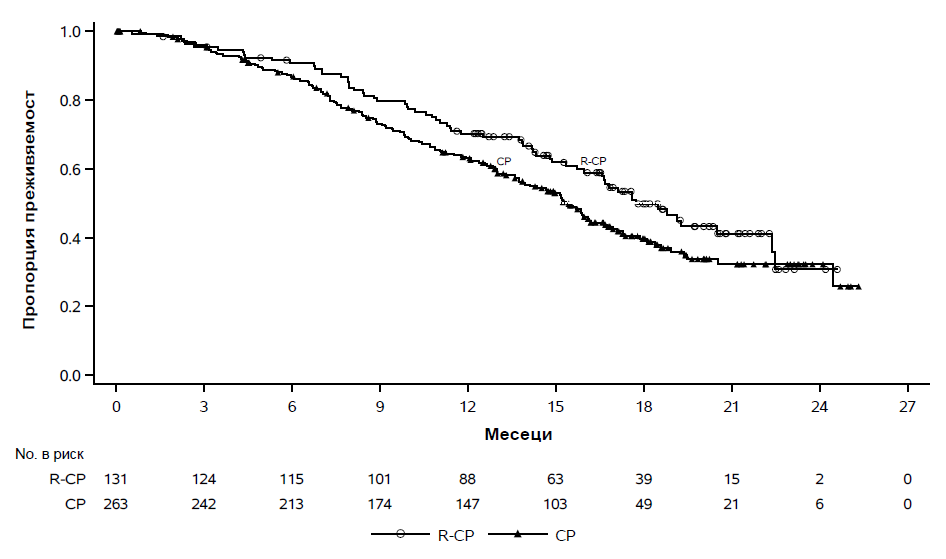 Пропорция преживяемост
1.0
0.8
0.6
0.4
0.2
0.0
CP
R-CP
0 3 6 9 12 15 18 21 24 27
Месеци
No. в риск
R-CP 131 124 115 101 88 63 39 15 2 0
CP 263 242 213 174 147 103 49 21 6 0
R-CP CP